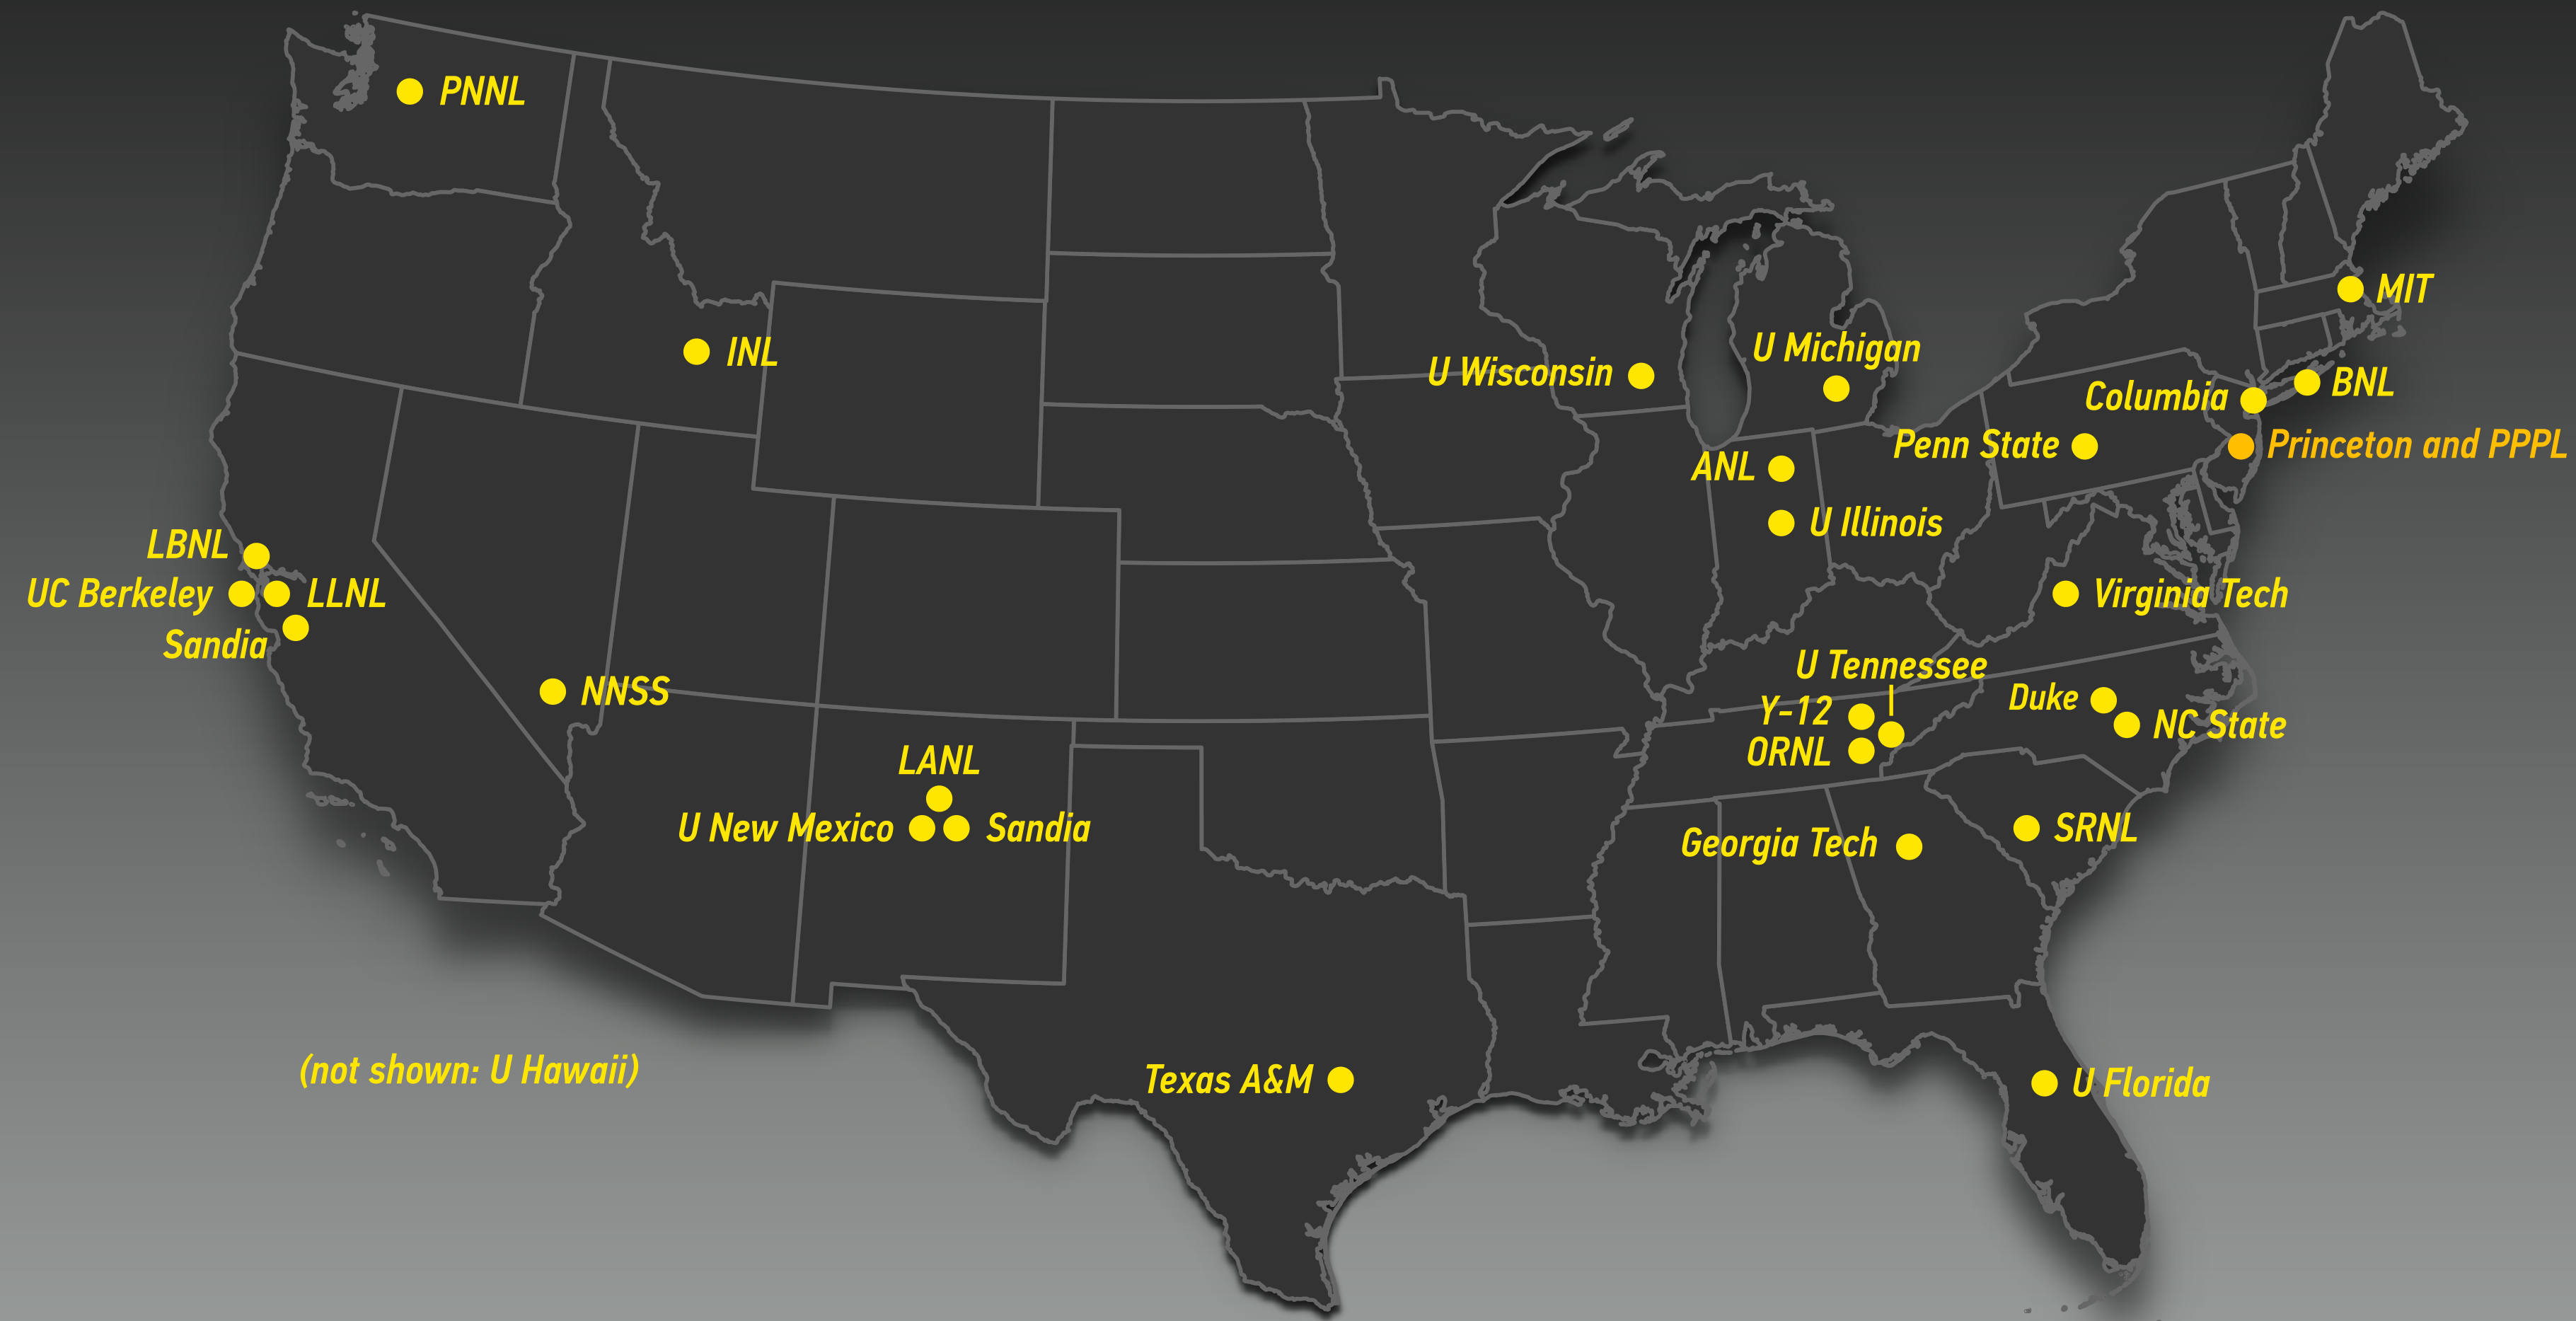 PNNL
MIT
U Michigan
INL
U Wisconsin
BNL
Columbia
Penn State
Princeton and PPPL
ANL
U Illinois
LBNL
UC Berkeley
LLNL
Virginia Tech
Sandia
U Tennessee
NNSS
Duke
Y-12
NC State
ORNL
LANL
U New Mexico
Sandia
SRNL
Georgia Tech
(not shown: U Hawaii)
Texas A&M
U Florida